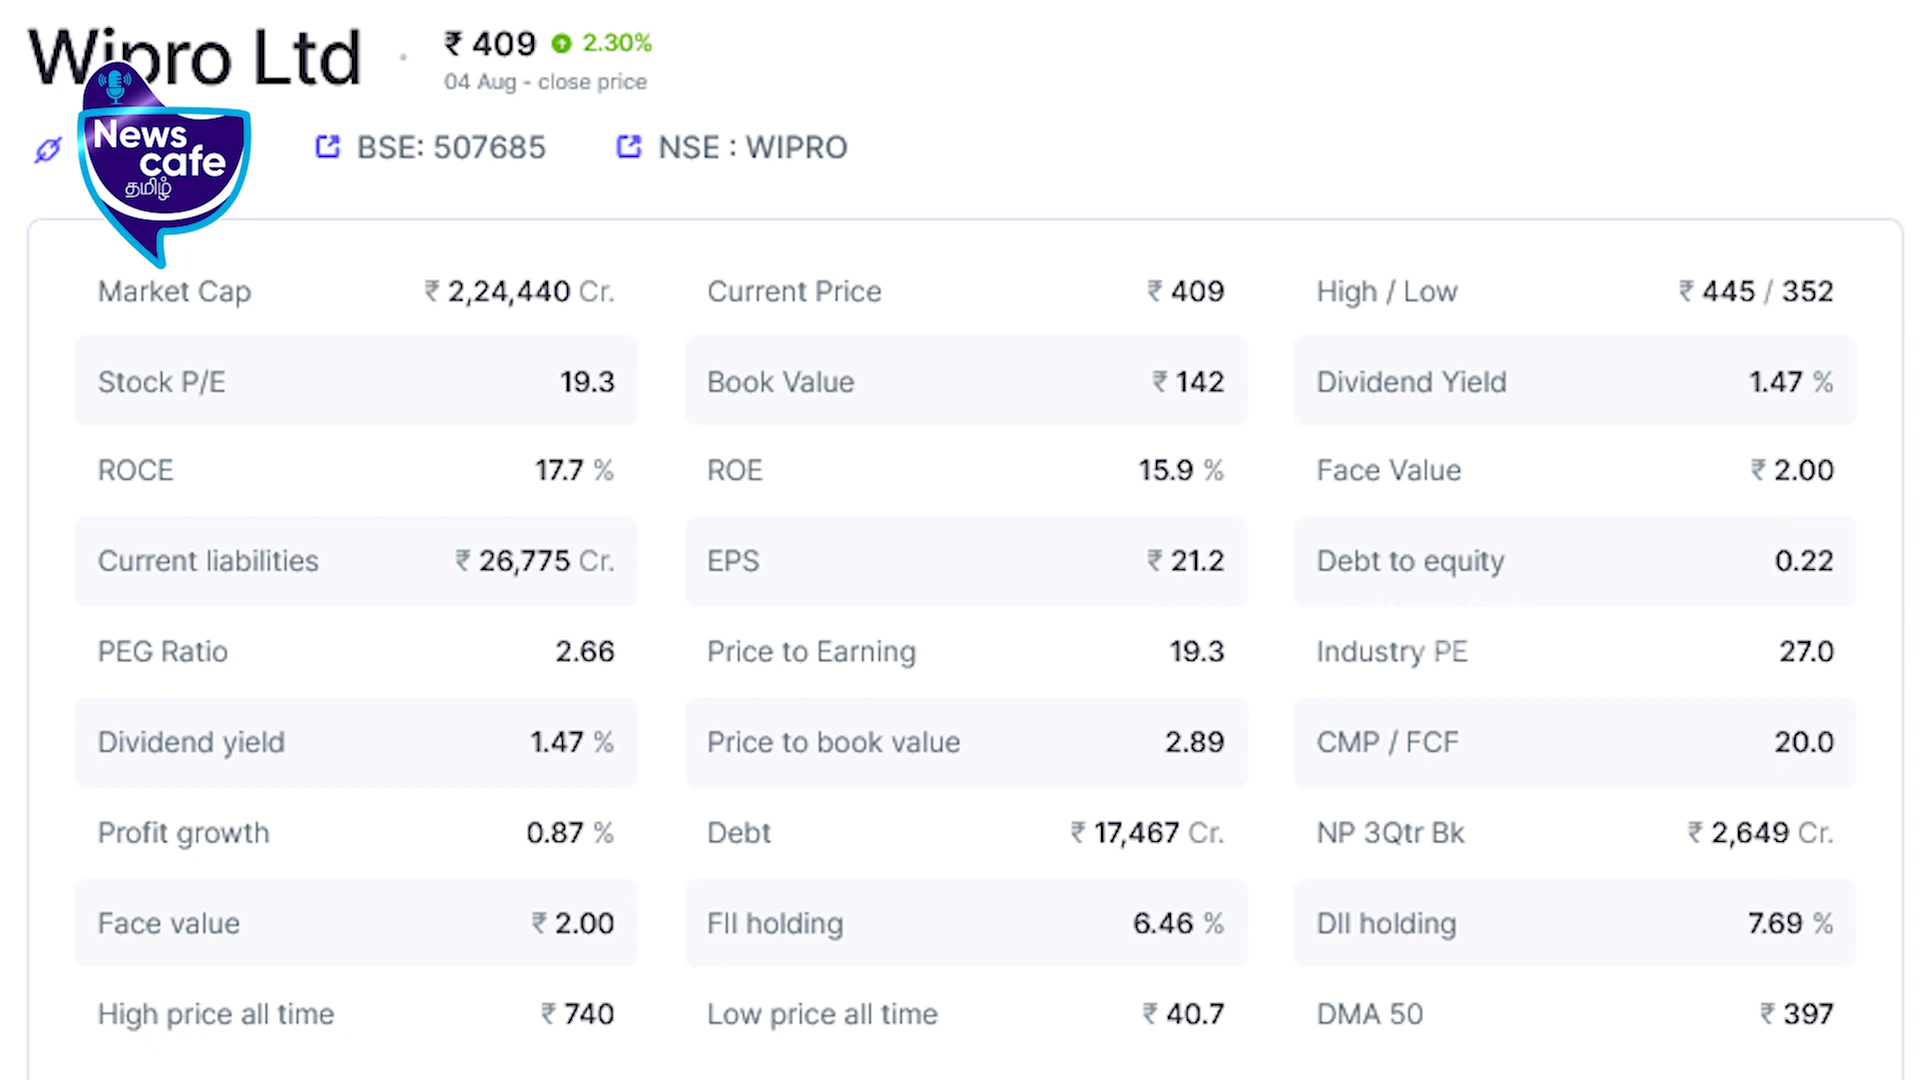 Wipro Ltd
₹ 409 2.30%
04 Aug - close price
News
cafe
தமிழ்
BSE: 507685 NSE : WIPRO
Market Cap ₹ 2,24,440 Cr. Current Price ₹ 409 High / Low ₹ 445 / 352
Stock P/E 19.3 Book Value ₹ 142 Dividend Yield 1.47 %
ROCE 17.7 % ROE 15.9 % Face Value ₹ 2.00
Current liabilities ₹ 26,775 Cr. EPS ₹ 21.2 Debt to equity 0.22
PEG Ratio 2.66 Price to Earning 19.3 Industry PE 27.0
Dividend yield 1.47 % Price to book value 2.89 CMP / FCF 20.0
Profit growth 0.87 % Debt ₹ 17,467 Cr. NP 3Qtr Bk ₹ 2,649 Cr.
Face value ₹ 2.00 FII holding 6.46 % DII holding 7.69 %
High price all time ₹ 740 Low price all time ₹ 40.7 DMA 50 ₹ 397